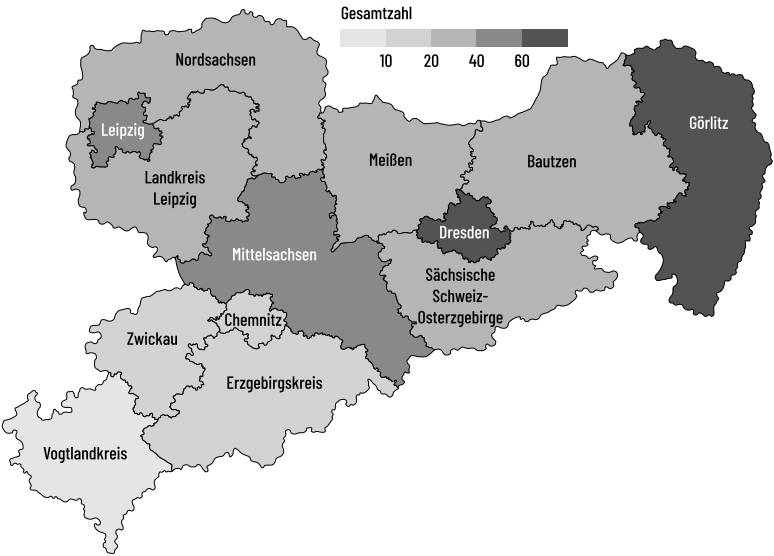 Gesamtzahl
10 20 40 60
Nordsachsen
Leipzig
Görlitz
Meißen
Bautzen
Landkreis
Leipzig
Dresden
Mittelsachsen
Sächsische
Schweiz-
Osterzgebirge
Chemnitz
Zwickau
Erzgebirgskreis
Vogtlandkreis